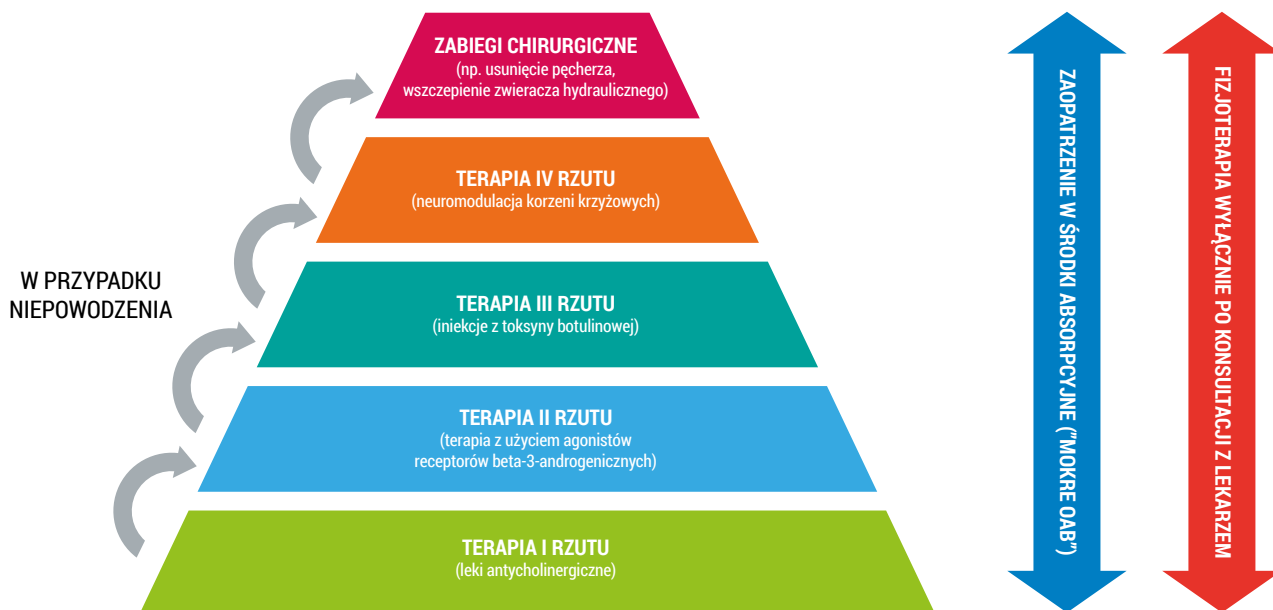 ZABIEGI CHIRURGICZNE
(np. usunięcie pęcherza,
wszczepienie zwieracza hydraulicznego)
TERAPIA IV RZUTU
(neuromodulacja korzeni krzyżowych)
W PRZYPADKU
NIEPOWODZENIA
TERAPIA III RZUTU
(iniekcje z toksyny botulinowej)
TERAPIA II RZUTU
(terapia z użyciem agonistów
receptorów beta-3-androgenicznych)
TERAPIA I RZUTU
(leki antycholinergiczne)
ZAOPATRZENIE W ŚRODKI ABSORPCYJNE ("MOKRE OAB")
FIZJOTERAPIA WYŁĄCZNIE PO KONSULTACJI Z LEKARZEM